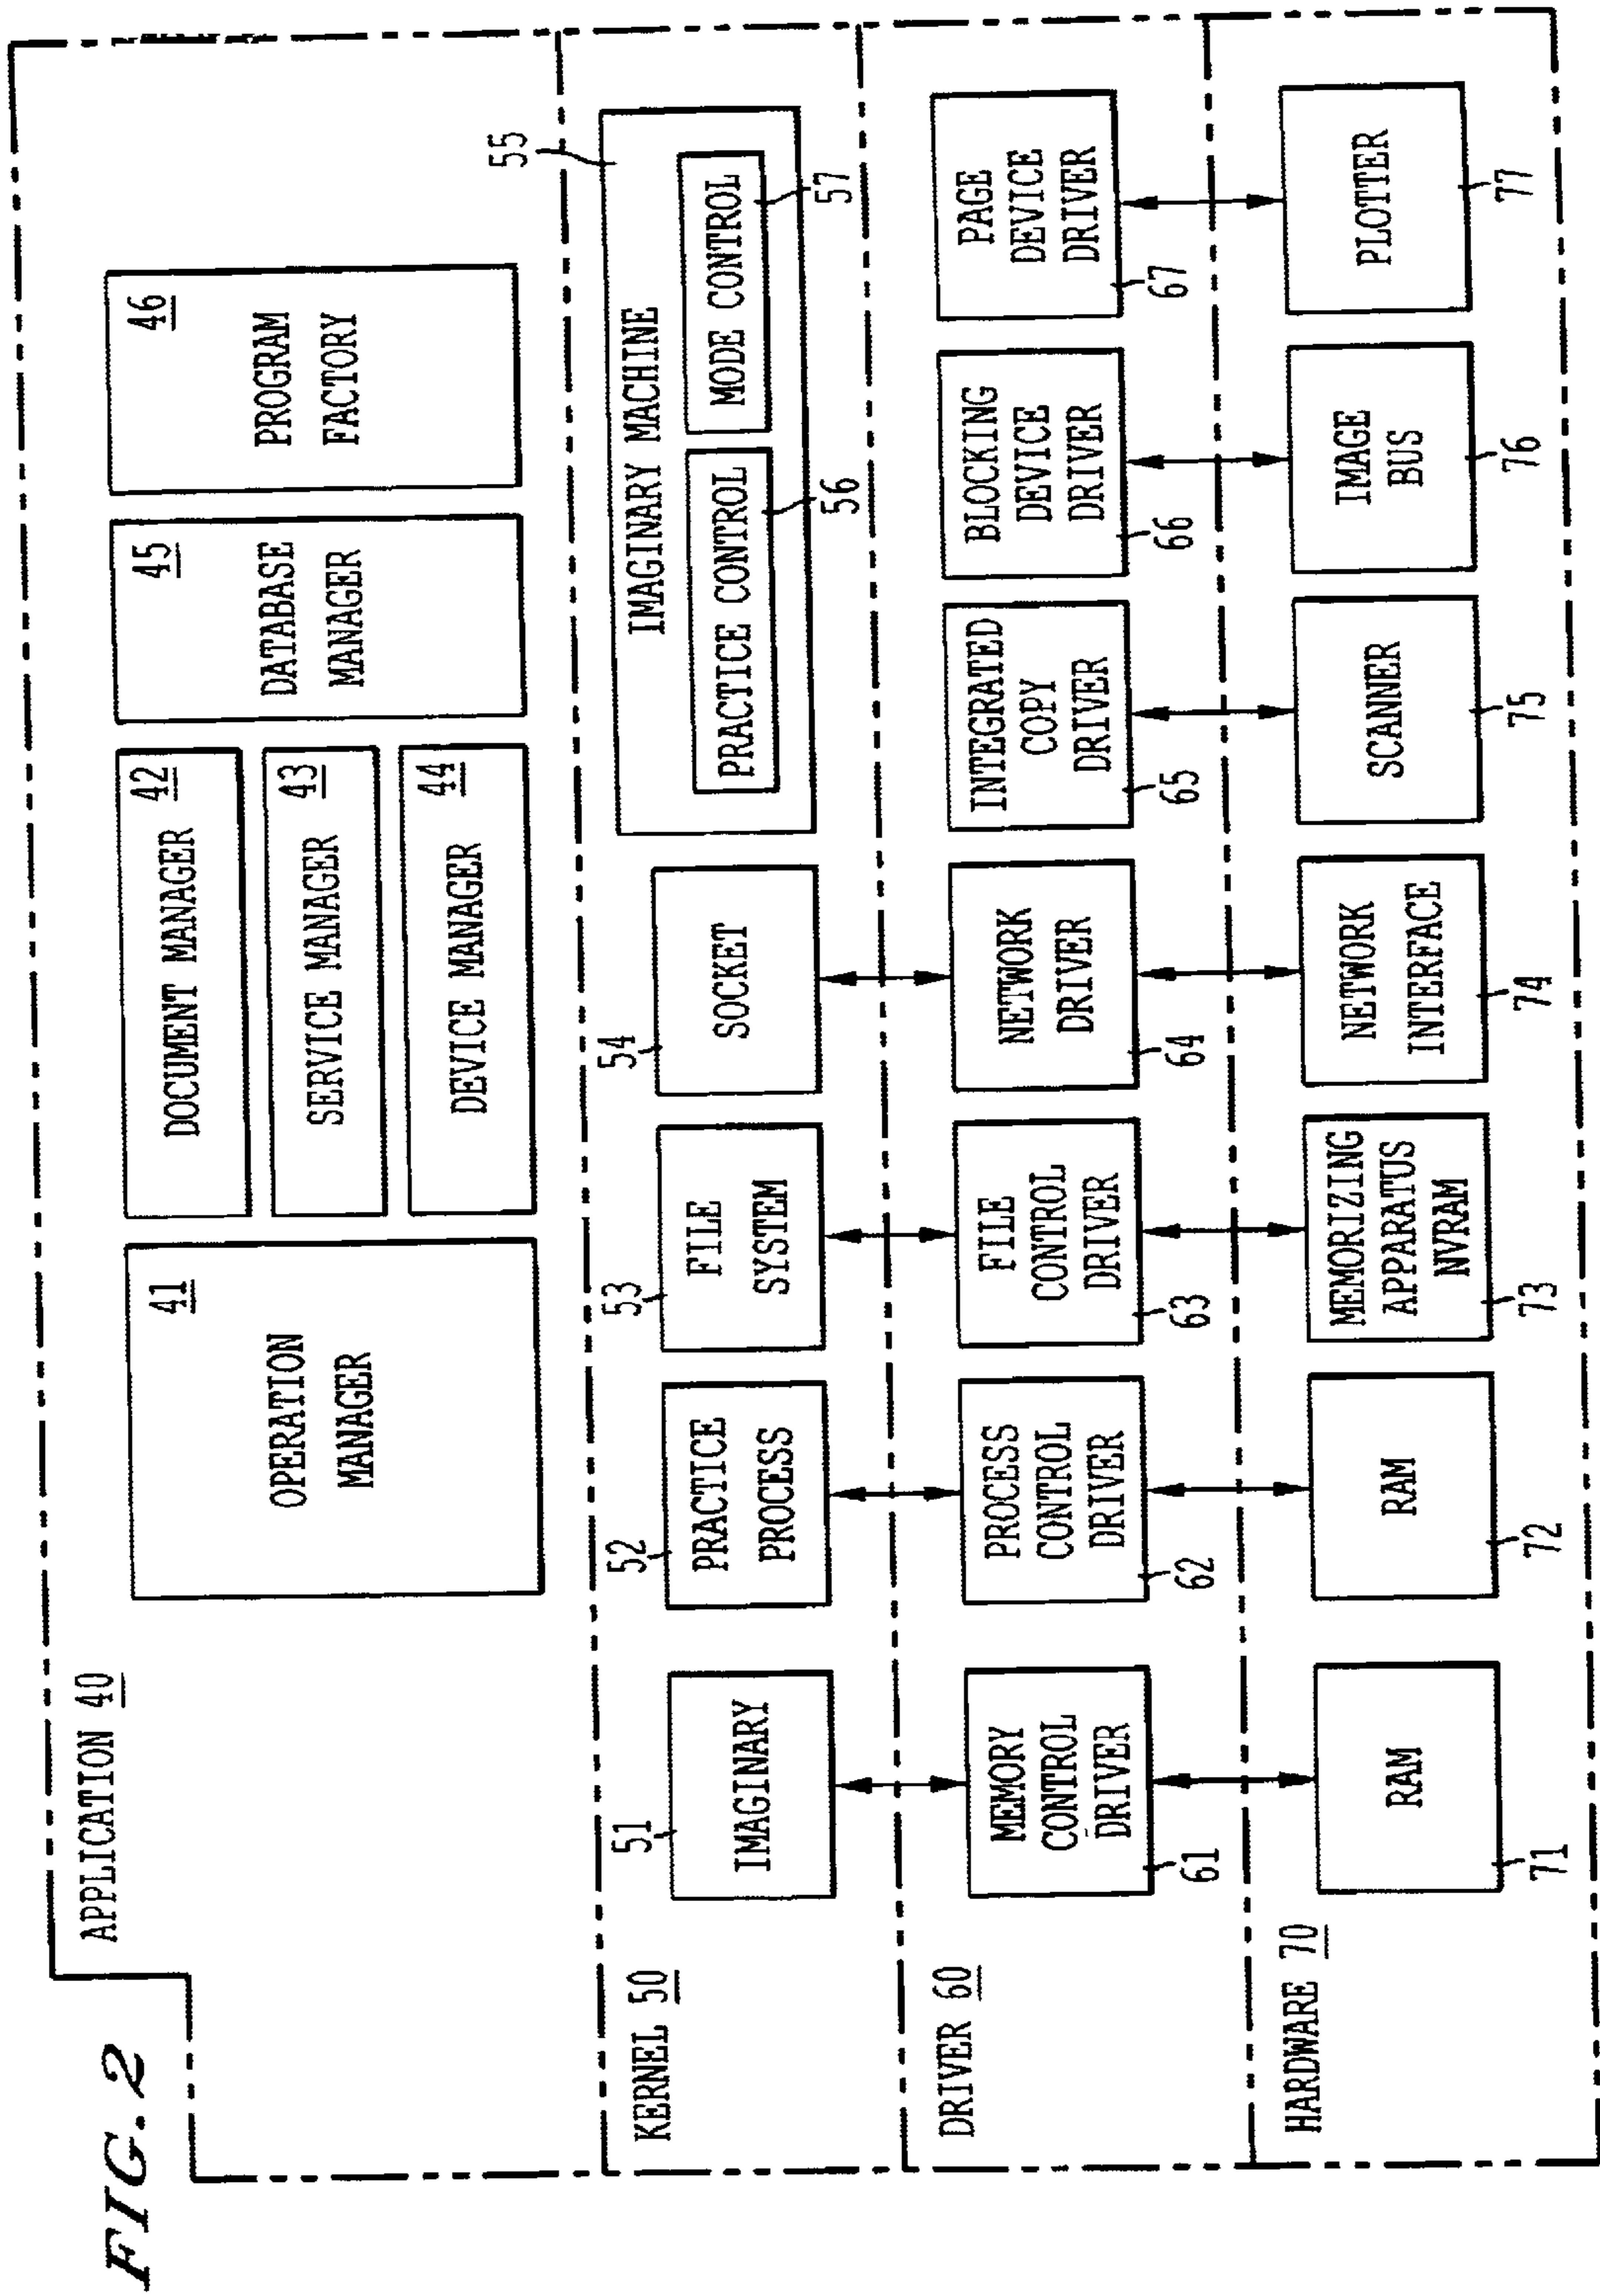 FIG. 2
APPLICATION 40
41
OPERATION
MANAGER
DOCUMENT MANAGER 42
SERVICE MANAGER 43
DEVICE MANAGER 44
45
DATABASE
MANAGER
46
PROGRAM
FACTORY
KERNEL 50
51
IMAGINARY
52
PRACTICE
PROCESS
53
FILE
SYSTEM
54
SOCKET
55
IMAGINARY MACHINE
PRACTICE CONTROL
56
MODE CONTROL
57
DRIVER 60
MEMORY
CONTROL
DRIVER
61
PROCESS
CONTROL
DRIVER
62
FILE
CONTROL
DRIVER
63
NETWORK
DRIVER
64
INTEGRATED
COPY
DRIVER
65
BLOCKING
DEVICE
DRIVER
66
PAGE
DEVICE
DRIVER
67
HARDWARE 70
RAM
71
RAM
72
MEMORIZING
APPARATUS
NVRAM
73
NETWORK
INTERFACE
74
SCANNER
75
IMAGE
BUS
76
PLOTTER
77